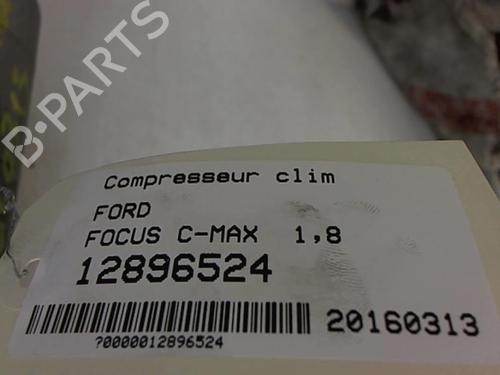 B-PARTS
Compresseur clim
FORD
FOCUS C-MAX 1,8
12896524
20160313
?0000012896524